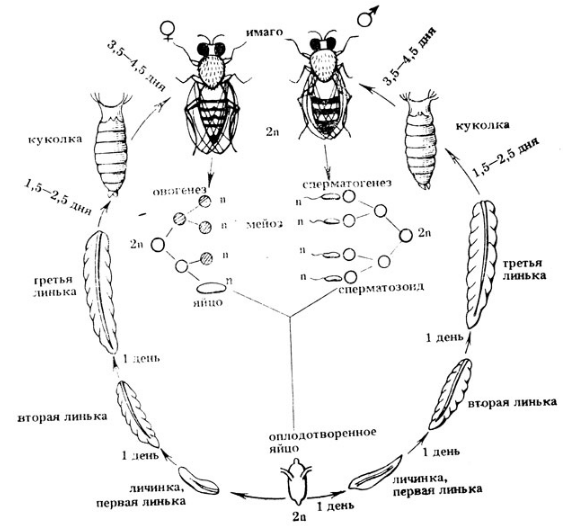 ♀ имаго ♂
3,5—4,5 дня
3,5—4,5 дня
куколка
2n
куколка
1,5—2,5 дня
1,5—2,5 дня
овогенез
сперматогенез
n
n
n
мейоз
n
2n
2n
n
n
n
n
яйцо
сперматозоид
третья
линька
третья
линька
1 день
1 день
вторая линька
вторая линька
оплодотворенное
яйцо
1 день
1 день
личинка,
первая линька
личинка,
первая линька
1 день
2n